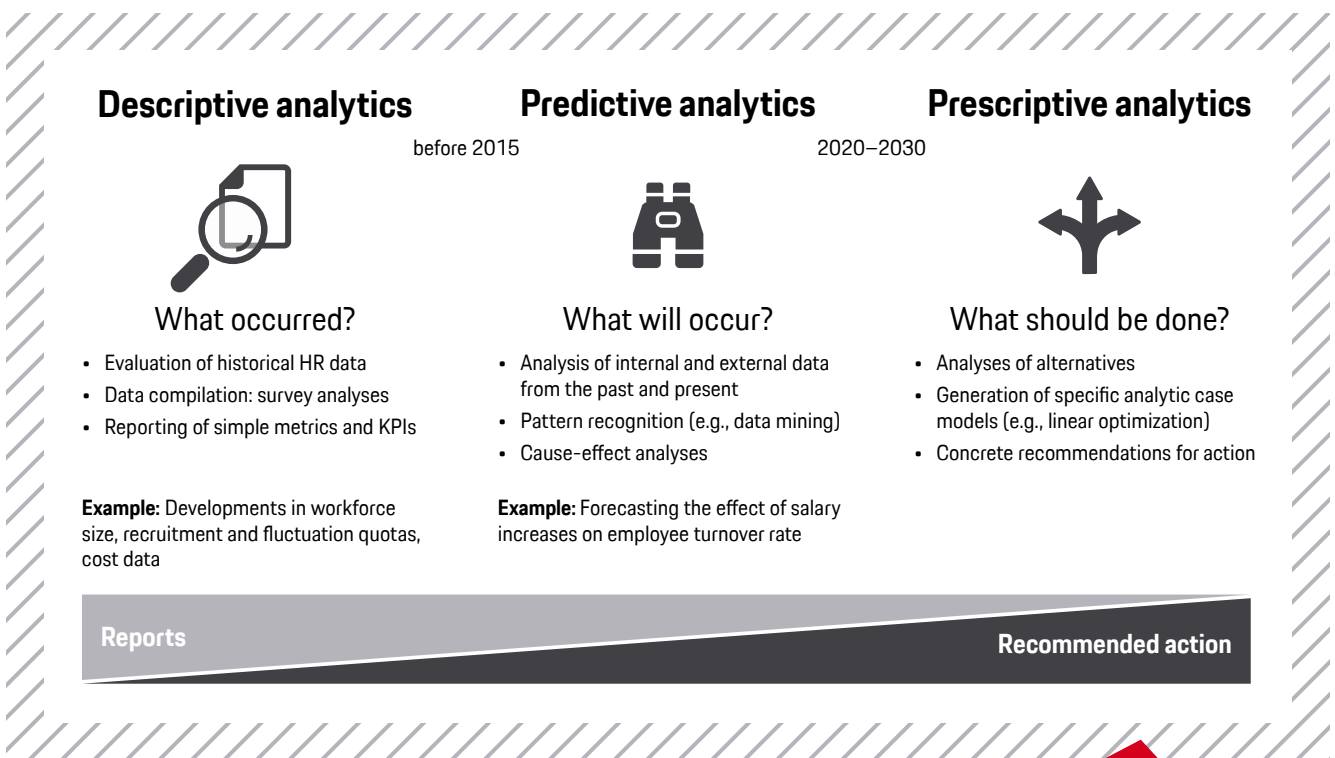 Descriptive analytics
before 2015
Predictive analytics
2020–2030
Prescriptive analytics
What occurred?
• Evaluation of historical HR data
• Data compilation: survey analyses
• Reporting of simple metrics and KPIs
Example: Developments in workforce
size, recruitment and fluctuation quotas,
cost data
What will occur?
• Analysis of internal and external data
from the past and present
• Pattern recognition (e.g., data mining)
• Cause-effect analyses
Example: Forecasting the effect of salary
increases on employee turnover rate
What should be done?
• Analyses of alternatives
• Generation of specific analytic case
models (e.g., linear optimization)
• Concrete recommendations for action
Reports
Recommended action